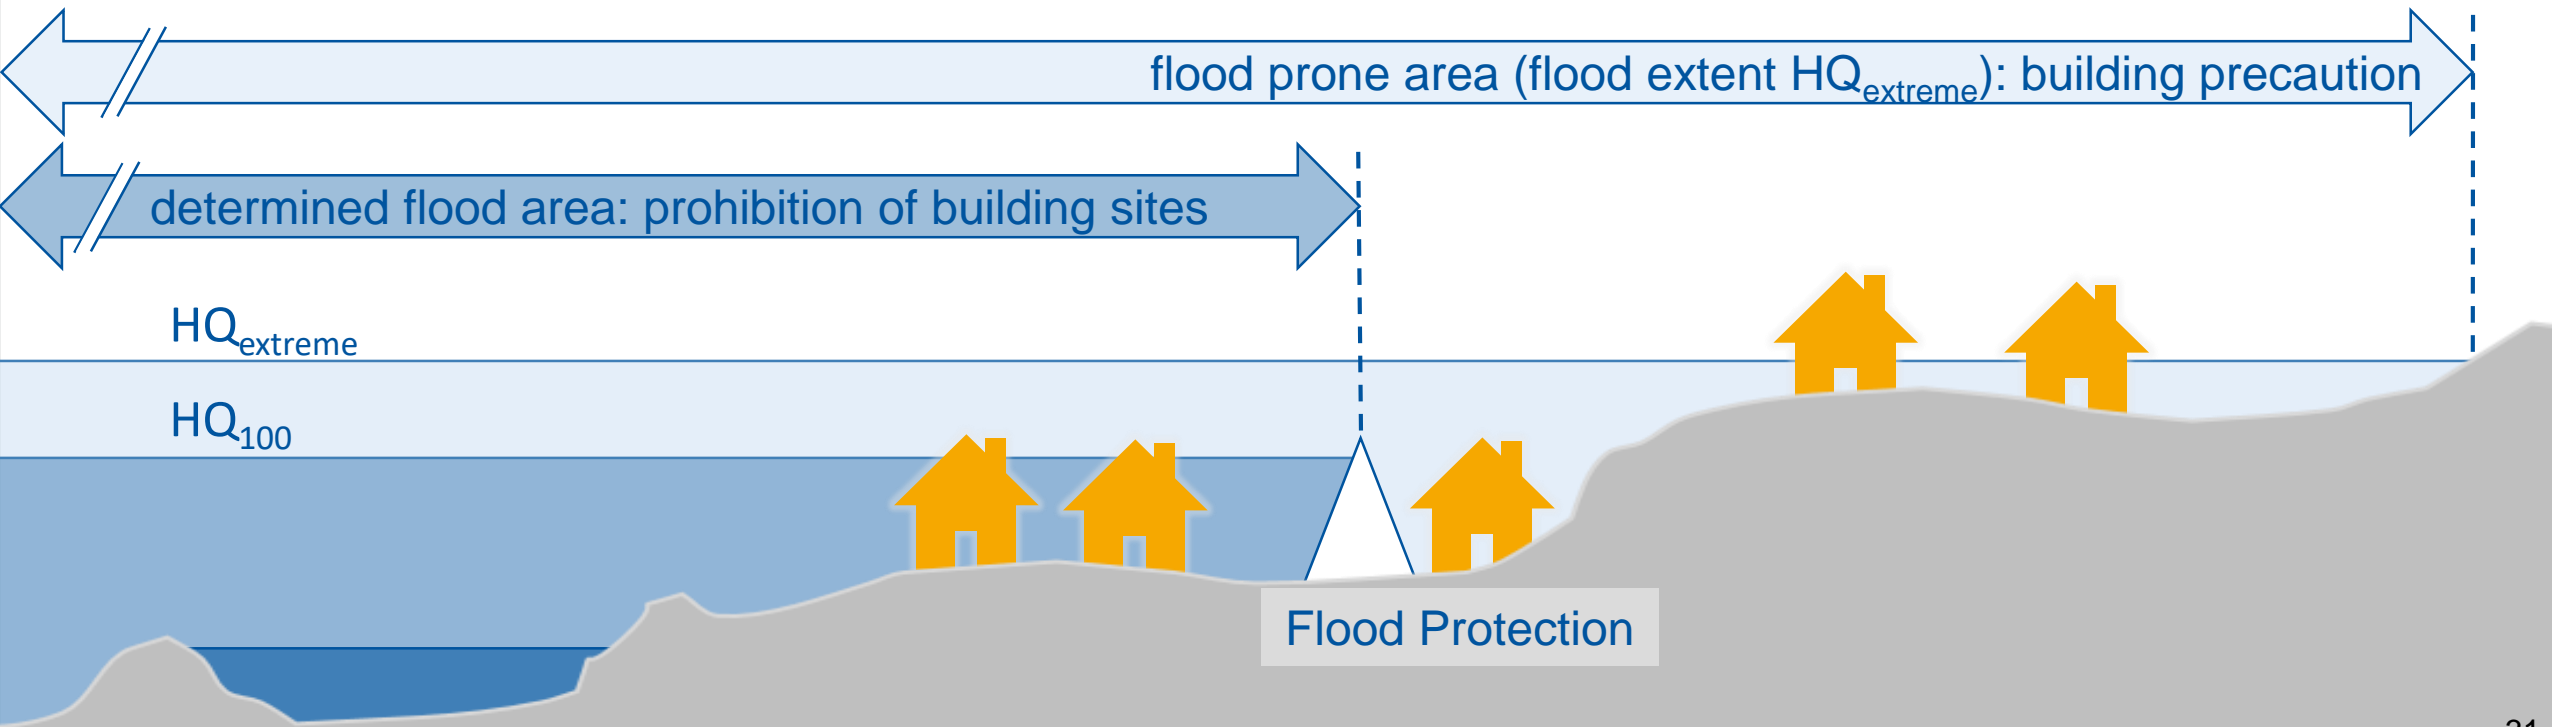 flood prone area (flood extent HQextreme): building precaution
determined flood area: prohibition of building sites
HQextreme
HQ100
Flood Protection